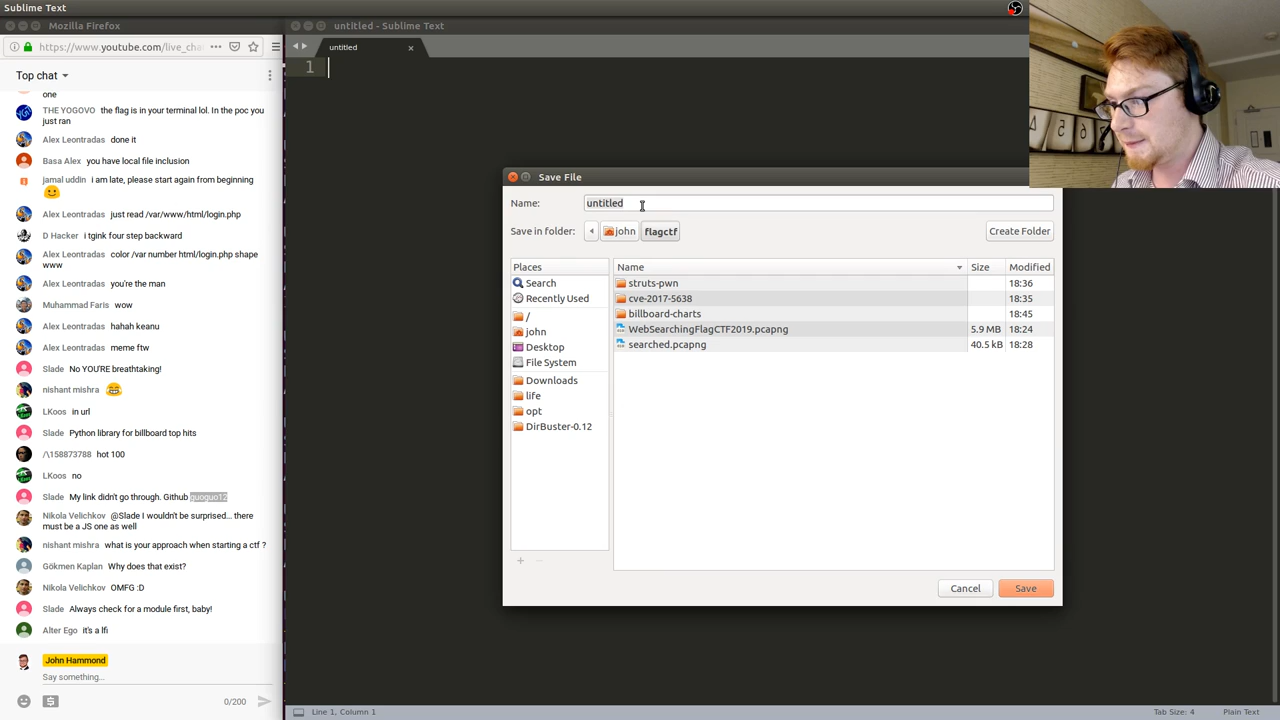 Sublime Text
Mozilla Firefox
https://www.youtube.com/live_cha
Top chat
one
THE YOGOVO the flag is in your terminal lol. In the poc you
just ran
Alex Leontradas done it
Basa Alex you have local file inclusion
jamal uddin i am late, please start again from beginning
Alex Leontradas just read /var/www/html/login.php
D Hacker i tgink four step backward
Alex Leontradas color /var number html/login.php shape
www
Alex Leontradas you're the man
Muhammad Faris wow
Alex Leontradas hahah keanu
Alex Leontradas meme ftw
Slade No YOU'RE breathtaking!
nishant mishra
LKoos in url
Slade Python library for billboard top hits
/\158873788 hot 100
LKoos no
Slade My link didn't go through. Github guoguo12
Nikola Velichkov @Slade I wouldn't be surprised... there
must be a JS one as well
nishant mishra what is your approach when starting a ctf ?
Gökmen Kaplan Why does that exist?
Nikola Velichkov OMFG :D
Slade Always check for a module first, baby!
Alter Ego it's a lfi
John Hammond
Say something...
0/200
untitled - Sublime Text
untitled
1
Save File
Name: untitled
Save in folder: john flagctf Create Folder
Places
Search
Recently Used
/
john
Desktop
File System
Downloads
life
opt
DirBuster-0.12
Name Size Modified
struts-pwn 18:36
cve-2017-5638 18:35
billboard-charts 18:45
WebSearchingFlagCTF2019.pcapng 5.9 MB 18:24
searched.pcapng 40.5 kB 18:28
Cancel Save
Line 1, Column 1 Tab Size: 4 Plain Text